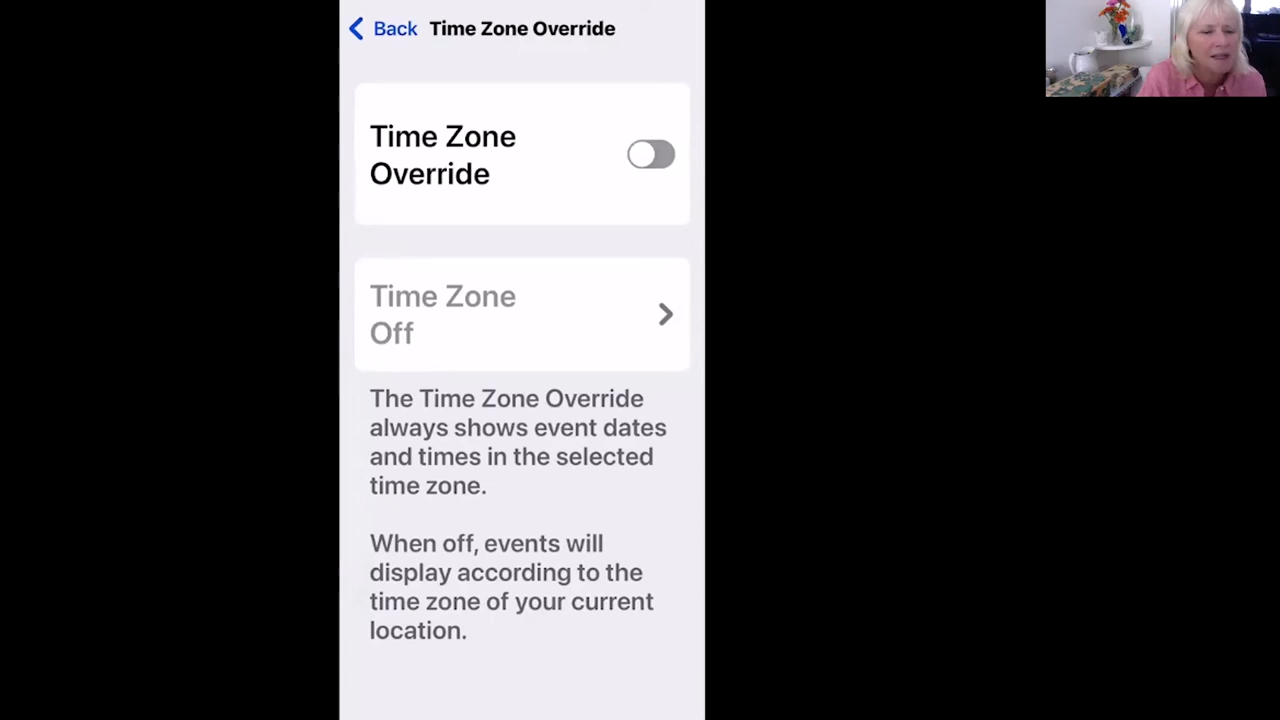 Back Time Zone Override
Time Zone
Override
Time Zone
Off
The Time Zone Override
always shows event dates
and times in the selected
time zone.
When off, events will
display according to the
time zone of your current
location.